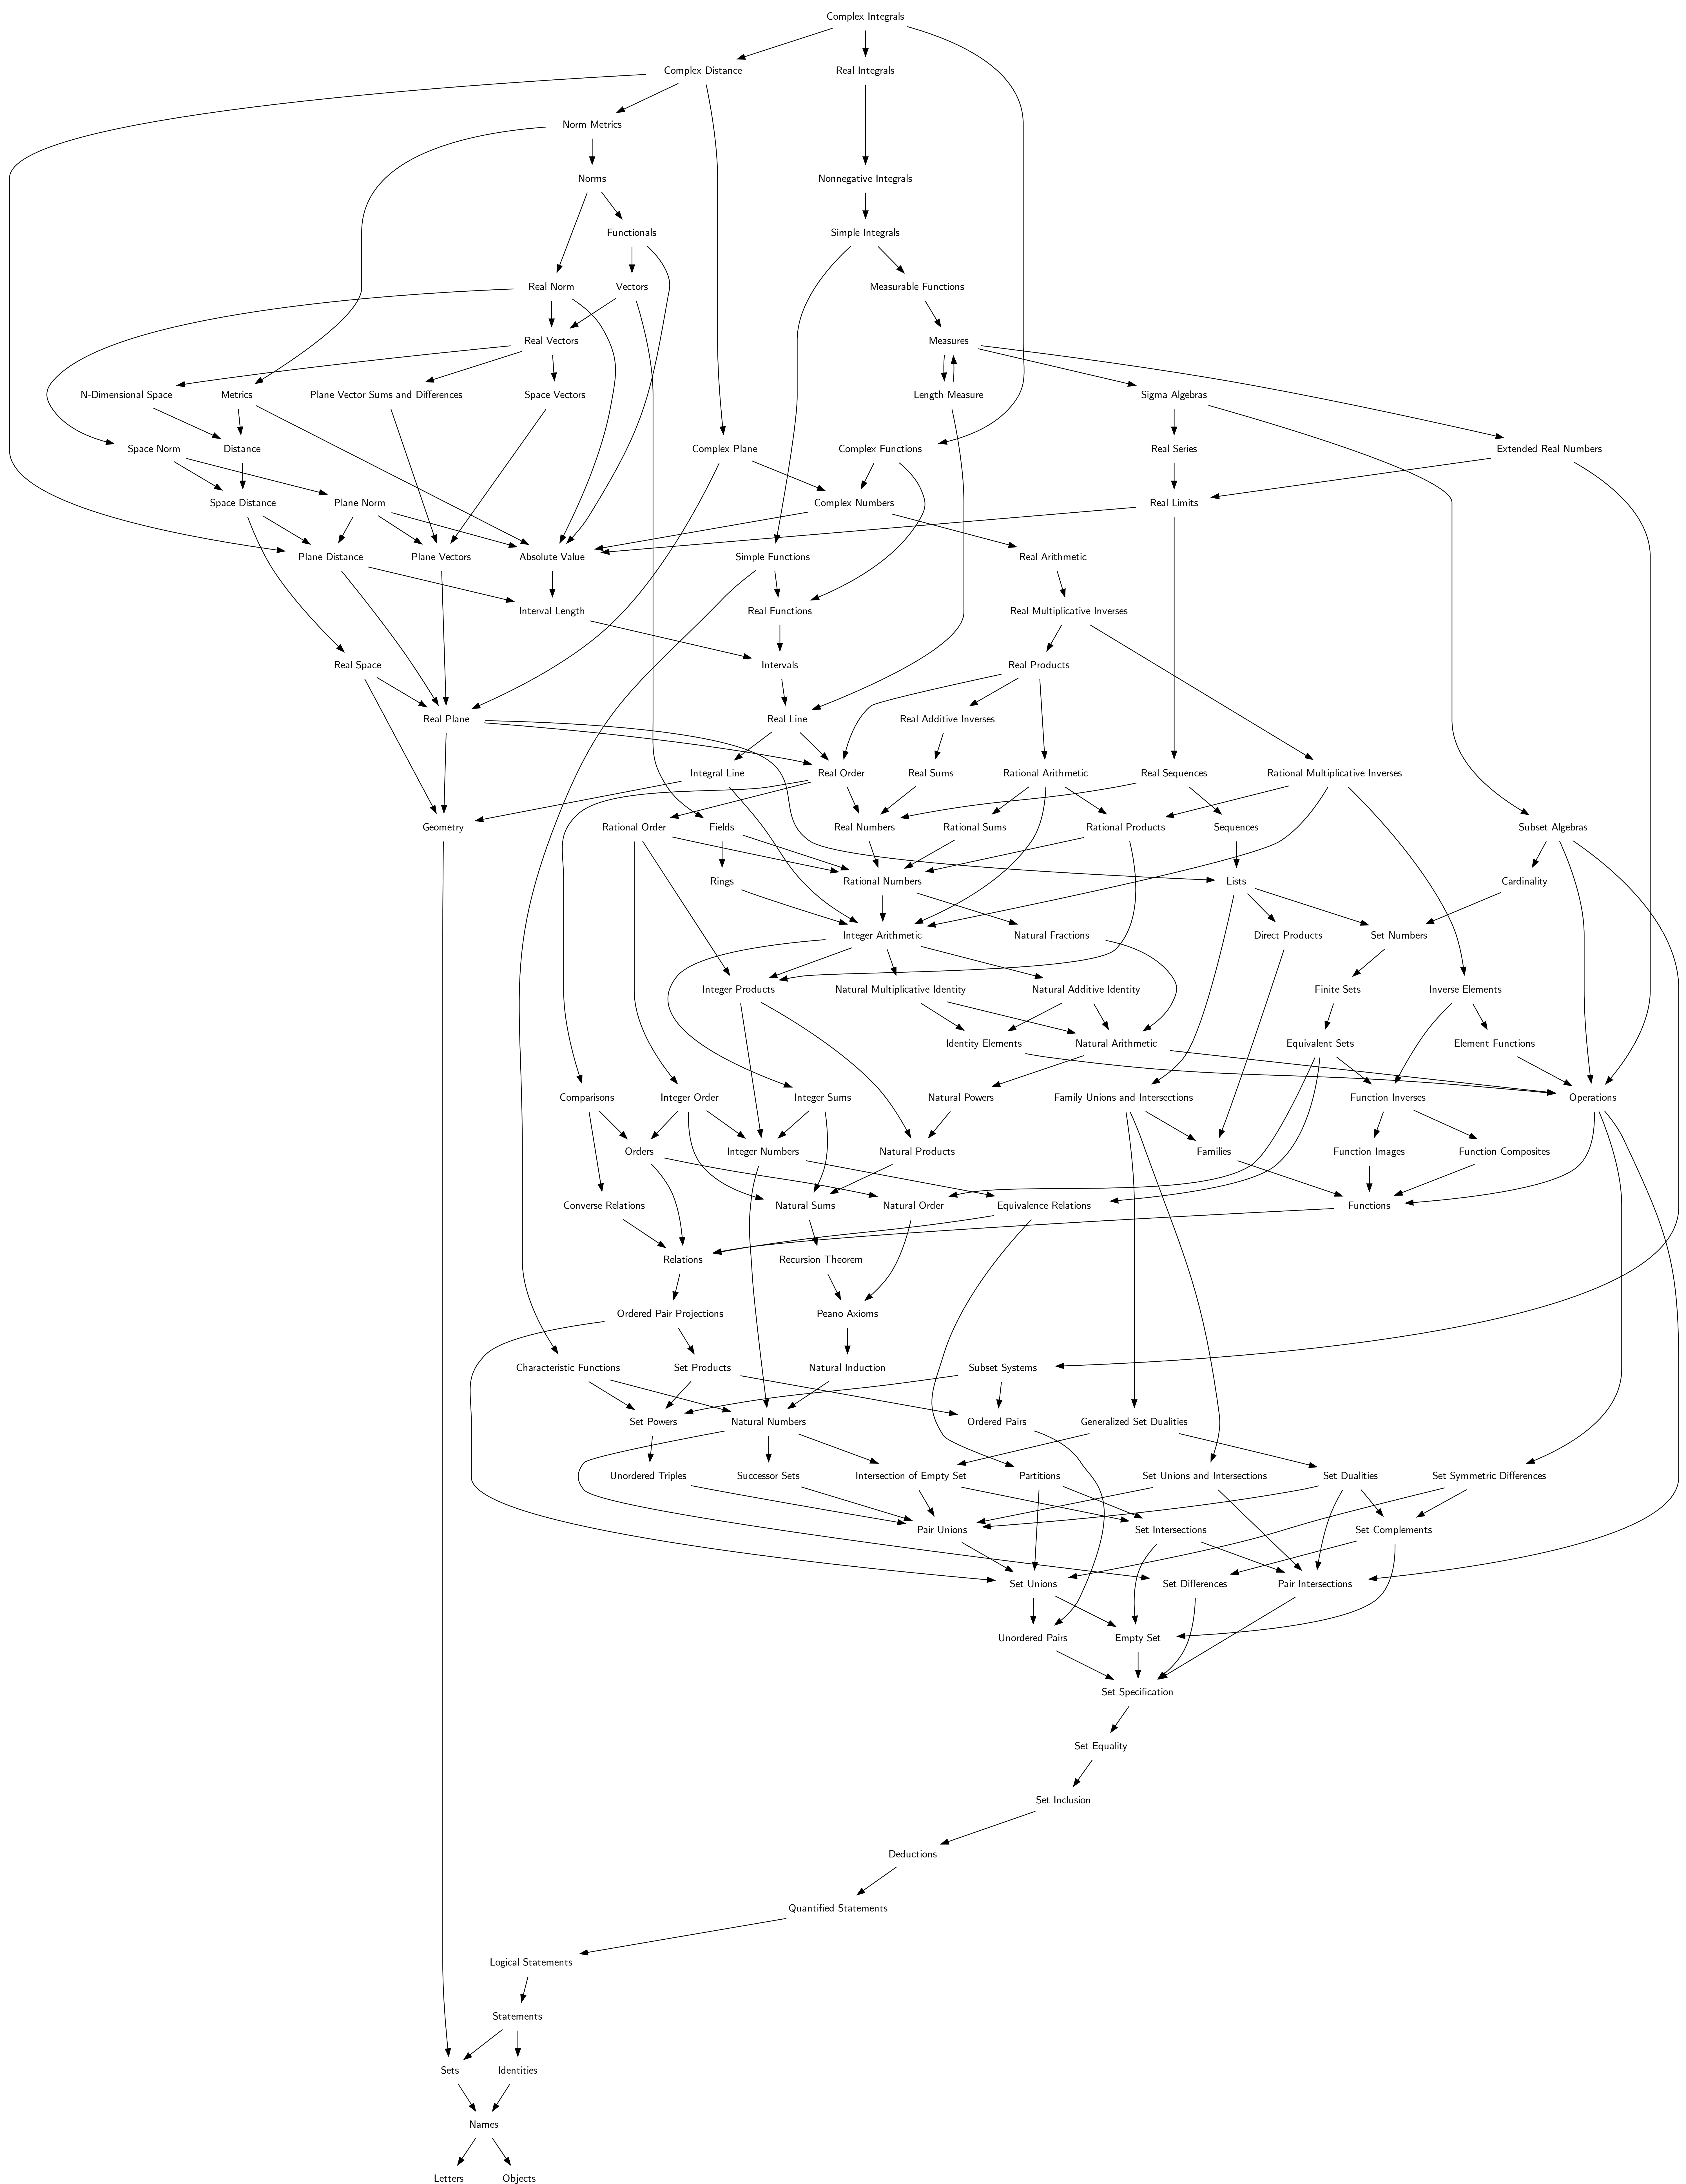 Complex Integrals
Complex Distance
Real Integrals
Norm Metrics
Norms
Nonnegative Integrals
Functionals
Simple Integrals
Real Norm
Vectors
Measurable Functions
Real Vectors
Measures
N-Dimensional Space
Metrics
Plane Vector Sums and Differences
Space Vectors
Length Measure
Sigma Algebras
Space Norm
Distance
Complex Plane
Complex Functions
Real Series
Extended Real Numbers
Space Distance
Plane Norm
Complex Numbers
Real Limits
Plane Distance
Plane Vectors
Absolute Value
Simple Functions
Real Arithmetic
Interval Length
Real Functions
Real Multiplicative Inverses
Real Space
Intervals
Real Products
Real Plane
Real Line
Real Additive Inverses
Integral Line
Real Order
Real Sums
Rational Arithmetic
Real Sequences
Rational Multiplicative Inverses
Geometry
Rational Order
Fields
Real Numbers
Rational Sums
Rational Products
Sequences
Subset Algebras
Rings
Rational Numbers
Lists
Cardinality
Integer Arithmetic
Natural Fractions
Direct Products
Set Numbers
Integer Products
Natural Multiplicative Identity
Natural Additive Identity
Finite Sets
Inverse Elements
Identity Elements
Natural Arithmetic
Equivalent Sets
Element Functions
Comparisons
Integer Order
Integer Sums
Natural Powers
Family Unions and Intersections
Function Inverses
Operations
Orders
Integer Numbers
Natural Products
Families
Function Images
Function Composites
Converse Relations
Natural Sums
Natural Order
Equivalence Relations
Functions
Relations
Recursion Theorem
Ordered Pair Projections
Peano Axioms
Characteristic Functions
Set Products
Natural Induction
Subset Systems
Set Powers
Natural Numbers
Ordered Pairs
Generalized Set Dualities
Unordered Triples
Successor Sets
Intersection of Empty Set
Partitions
Set Unions and Intersections
Set Dualities
Set Symmetric Differences
Pair Unions
Set Intersections
Set Complements
Set Unions
Set Differences
Pair Intersections
Unordered Pairs
Empty Set
Set Specification
Set Equality
Set Inclusion
Deductions
Quantified Statements
Logical Statements
Statements
Sets
Identities
Names
Letters
Objects